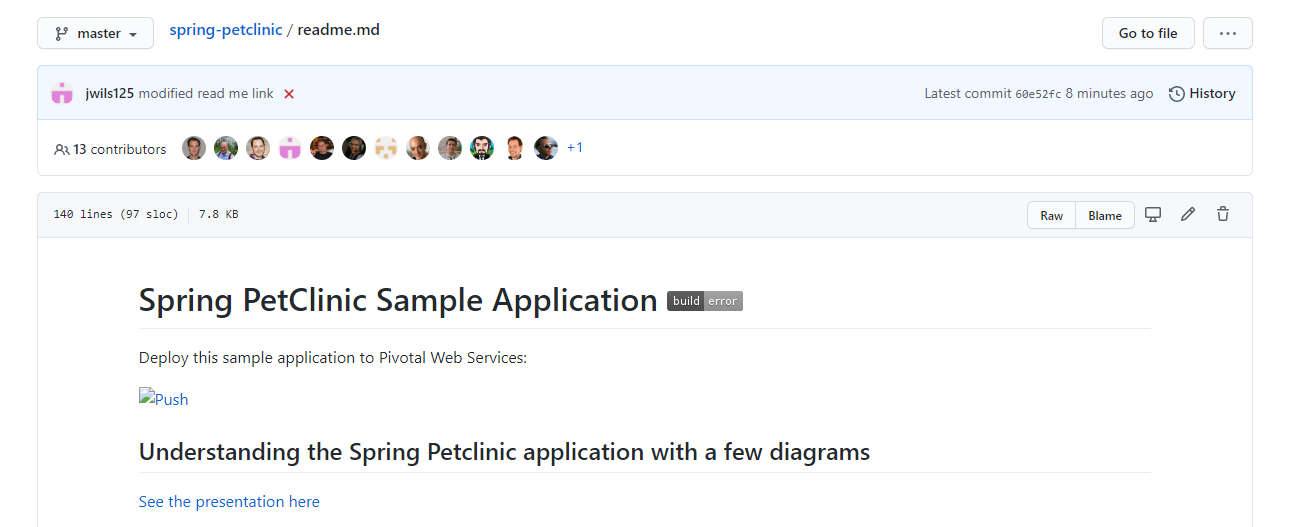 master spring-petclinic / readme.md Go to file ...
jwils125 modified read me link Latest commit 60e52fc 8 minutes ago History
13 contributors +1
140 lines (97 sloc) 7.8 KB Raw Blame
Spring PetClinic Sample Application build error
Deploy this sample application to Pivotal Web Services:
Push
Understanding the Spring Petclinic application with a few diagrams
See the presentation here